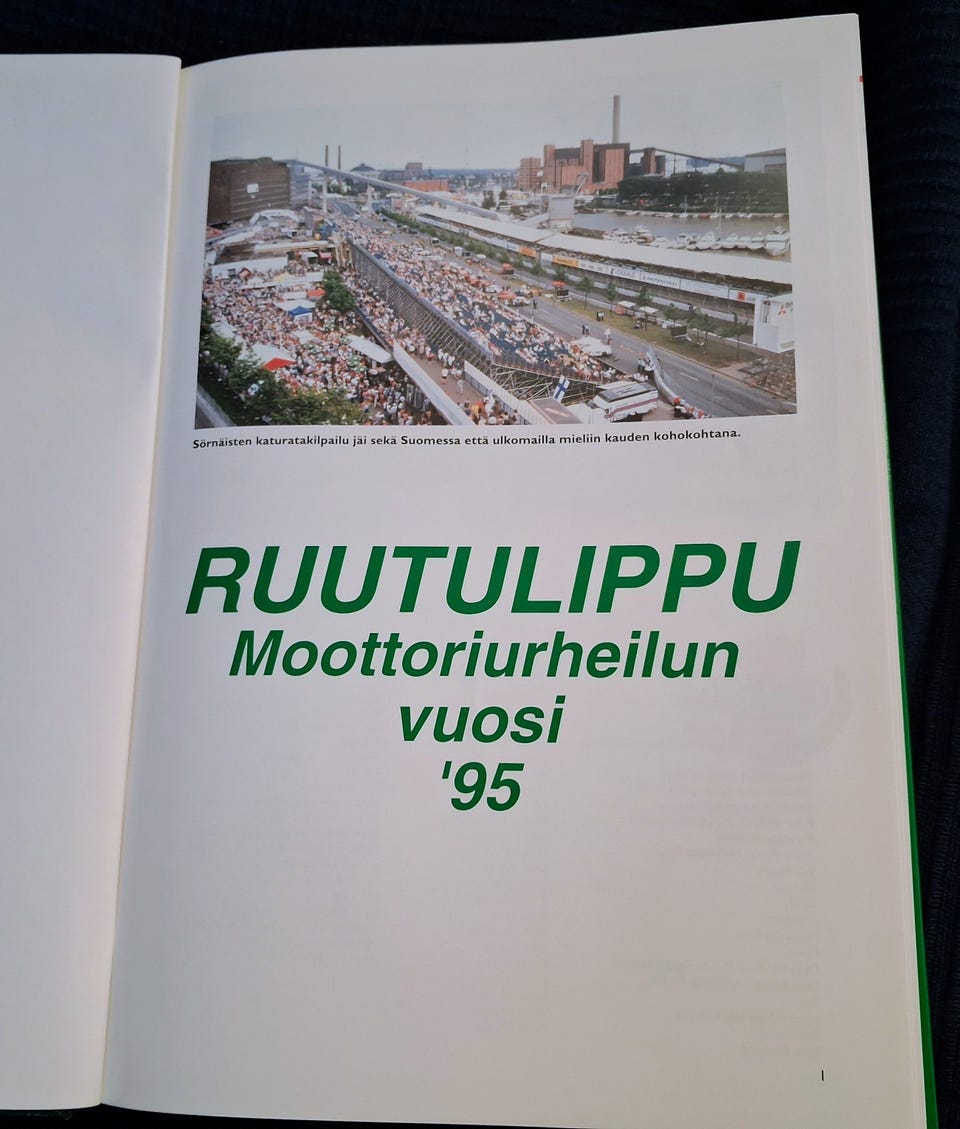 Sörnäisten katuratakilpailu jäi sekä Suomessa että ulkomailla mieliin kauden kohokohtana.
RUUTULIPPU
Moottoriurheilun
vuosi
'95
1